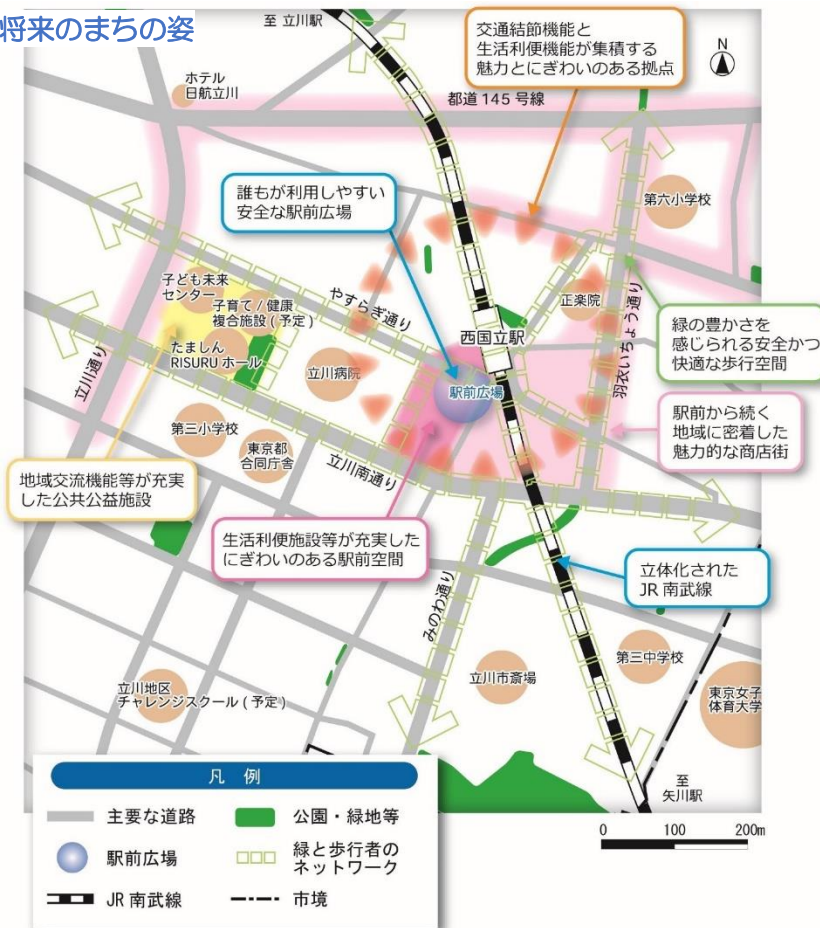 将来のまちの姿
至 立川駅
交通結節機能と
生活利便機能が集積する
魅力とにぎわいのある拠点
N
ホテル
日航立川
都道 145 号線
誰もが利用しやすい
安全な駅前広場
第六小学校
子ども未来
センター
子育て / 健康
複合施設 ( 予定 )
やすらぎ通り
正楽院
西国立駅
羽衣いちょう通り
緑の豊かさを
感じられる安全かつ
快適な歩行空間
たましん
RISURU ホール
立川病院
駅前広場
立川通り
第三小学校
東京都
合同庁舎
立川南通り
駅前から続く
地域に密着した
魅力的な商店街
地域交流機能等が充実
した公共公益施設
生活利便施設等が充実した
にぎわいのある駅前空間
立体化された
JR 南武線
みのわ通り
立川市斎場
第三中学校
東京女子
体育大学
立川地区
チャレンジスクール ( 予定 )
至
矢川駅
凡 例
主要な道路
公園・緑地等
駅前広場
緑と歩行者の
ネットワーク
JR 南武線
市境
0 100 200m